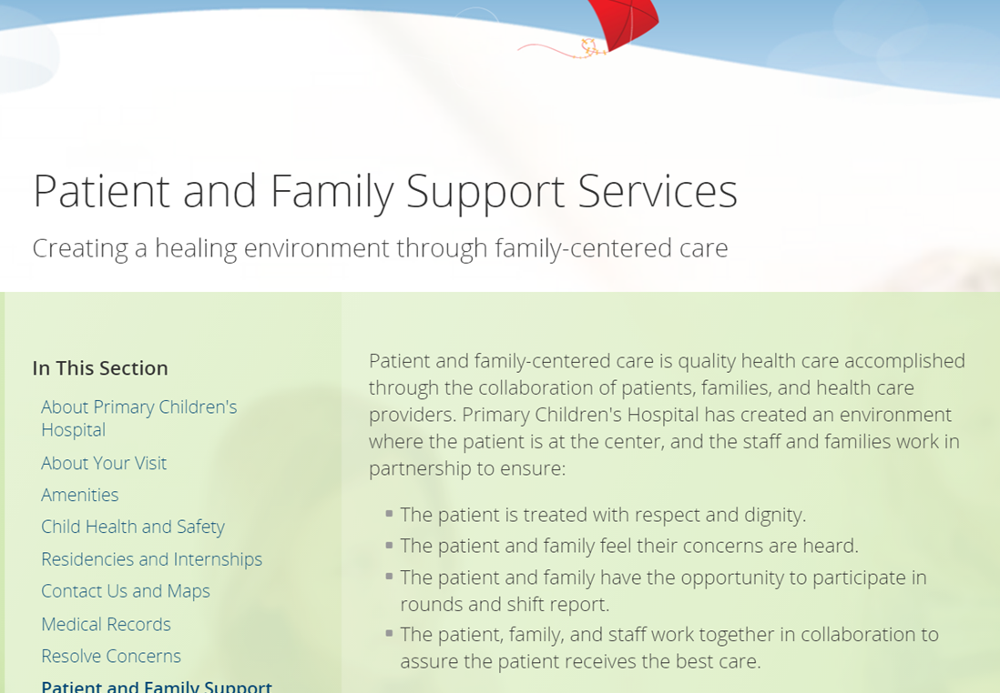 Patient and Family Support Services
Creating a healing environment through family-centered care
In This Section
About Primary Children's
Hospital
About Your Visit
Amenities
Child Health and Safety
Residencies and Internships
Contact Us and Maps
Medical Records
Resolve Concerns
Patient and Family Support
Patient and family-centered care is quality health care accomplished
through the collaboration of patients, families, and health care
providers. Primary Children's Hospital has created an environment
where the patient is at the center, and the staff and families work in
partnership to ensure:
The patient is treated with respect and dignity.
The patient and family feel their concerns are heard.
The patient and family have the opportunity to participate in
rounds and shift report.
The patient, family, and staff work together in collaboration to
assure the patient receives the best care.